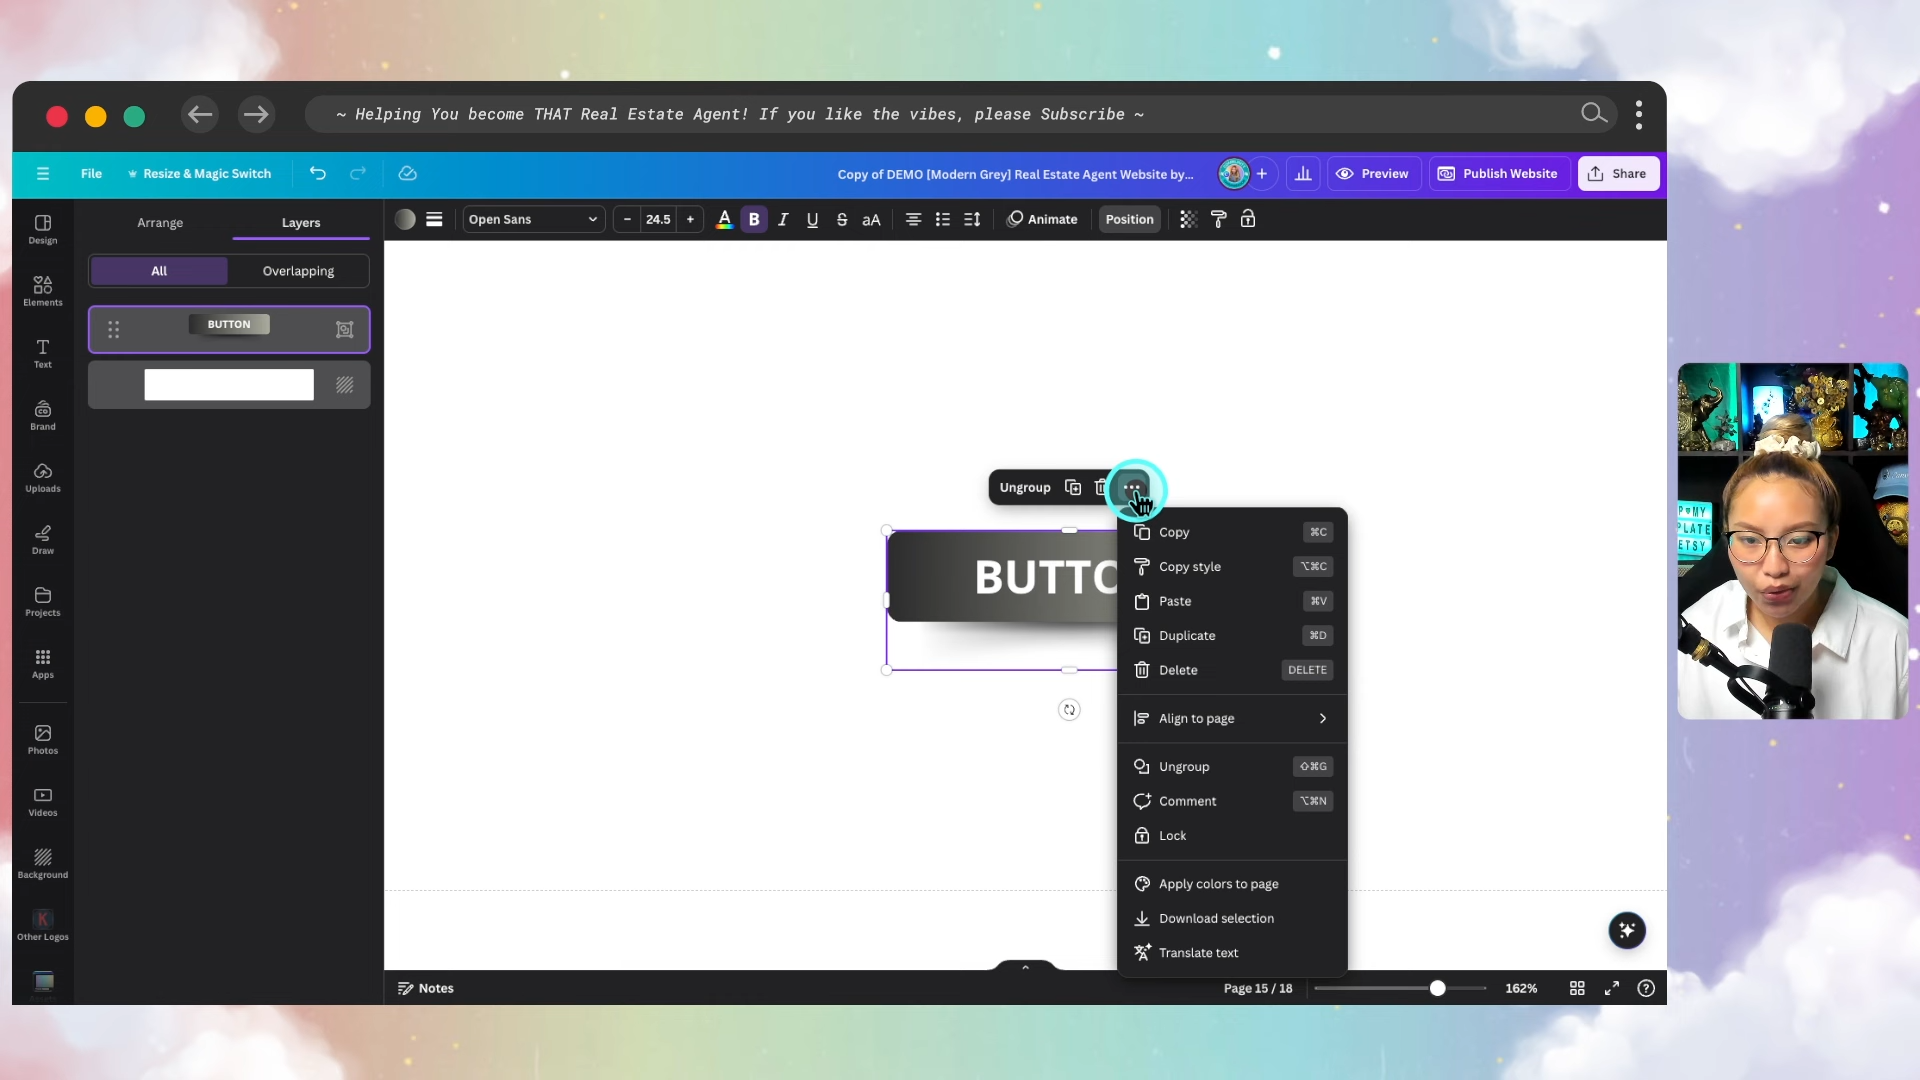 ~ Helping You become THAT Real Estate Agent! If you like the vibes, please Subscribe ~
File
Resize & Magic Switch
Copy of DEMO [Modern Grey] Real Estate Agent Website by...
Preview
Publish Website
Share
Design
Arrange
Layers
Open Sans
– 24.5 +
A
B
I
U
S
aA
Animate
Position
All
Overlapping
Elements
BUTTON
Text
Brand
Uploads
Draw
Projects
Apps
Photos
Videos
Background
K
Other Logos
Ungroup
BUTTO
Copy ⌘C
Copy style ⌥⌘C
Paste ⌘V
Duplicate ⌘D
Delete DELETE
Align to page
Ungroup ⇧⌘G
Comment ⌥⌘N
Lock
Apply colors to page
Download selection
Translate text
Notes
Page 15 / 18
162%
P MY
PLATE
ETSY